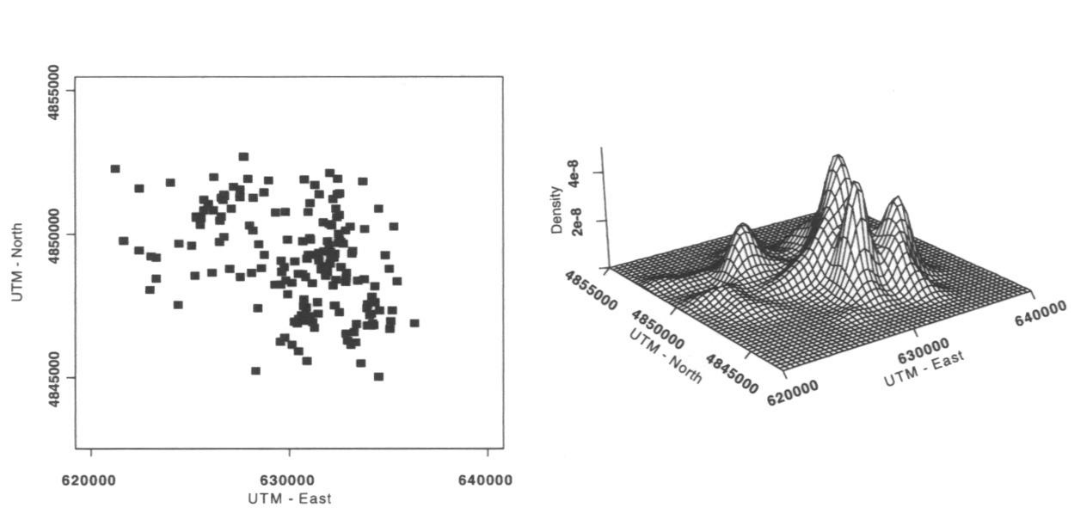 4855000
4850000
4845000
UTM - North
620000
630000
640000
UTM - East
Density
4e-8
2e-8
4855000
4850000
4845000
UTM - North
620000
630000
640000
UTM - East